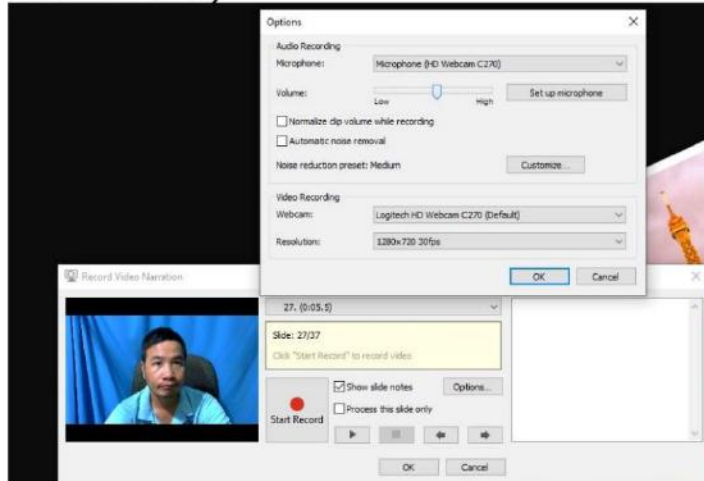 Options
Audio Recording
Microphone: Microphone (HD Webcam C270)
Volume: Low High Set up microphone
Normalize clip volume while recording
Automatic noise removal
Noise reduction preset: Medium Customize...
Video Recording
Webcam: Logitech HD Webcam C270 (Default)
Resolution: 1280x720 30fps
OK Cancel
Record Video Narration
27. (0:05.5)
Slide: 27/37
Click "Start Record" to record video
Show slide notes Options...
Process this slide only
Start Record
OK Cancel